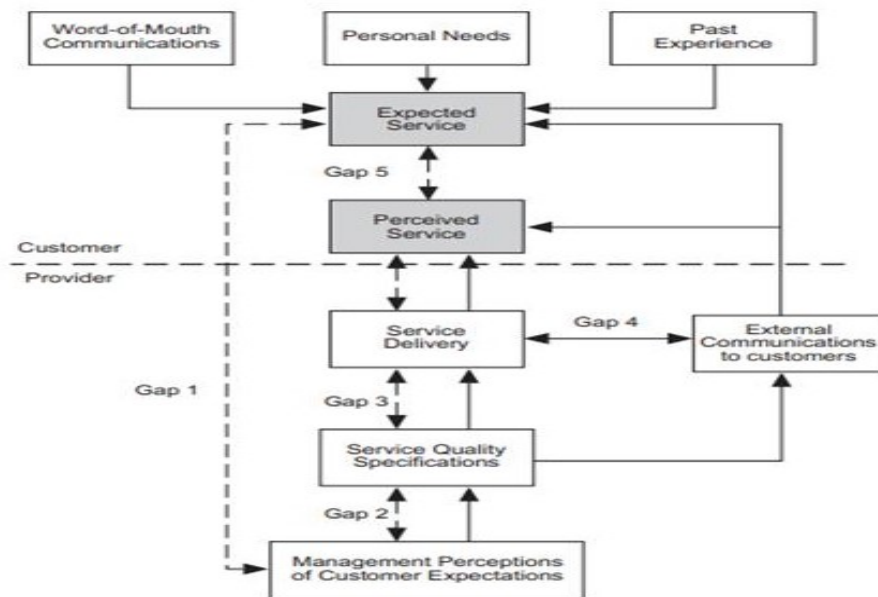 Word-of-Mouth
Communications
Personal Needs
Past
Experience
Expected
Service
Gap 5
Perceived
Service
Customer
Provider
Service
Delivery
Gap 4
External
Communications
to customers
Gap 1
Gap 3
Service Quality
Specifications
Gap 2
Management Perceptions
of Customer Expectations